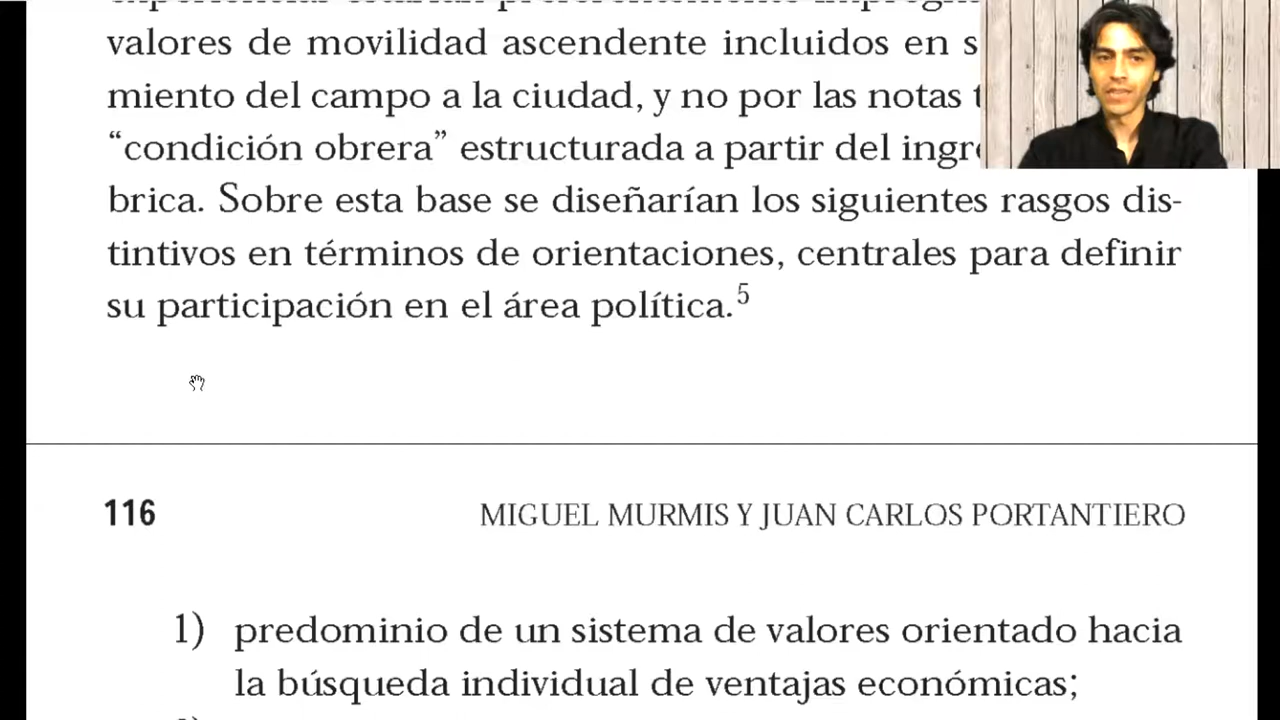 valores de movilidad ascendente incluidos en
miento del campo a la ciudad, y no por las notas
“condición obrera” estructurada a partir del
brica. Sobre esta base se diseñarían los siguientes rasgos dis-
tintivos en términos de orientaciones, centrales para definir
su participación en el área política.5
116 MIGUEL MURMIS Y JUAN CARLOS PORTANTIERO
1) predominio de un sistema de valores orientado hacia
la búsqueda individual de ventajas económicas;